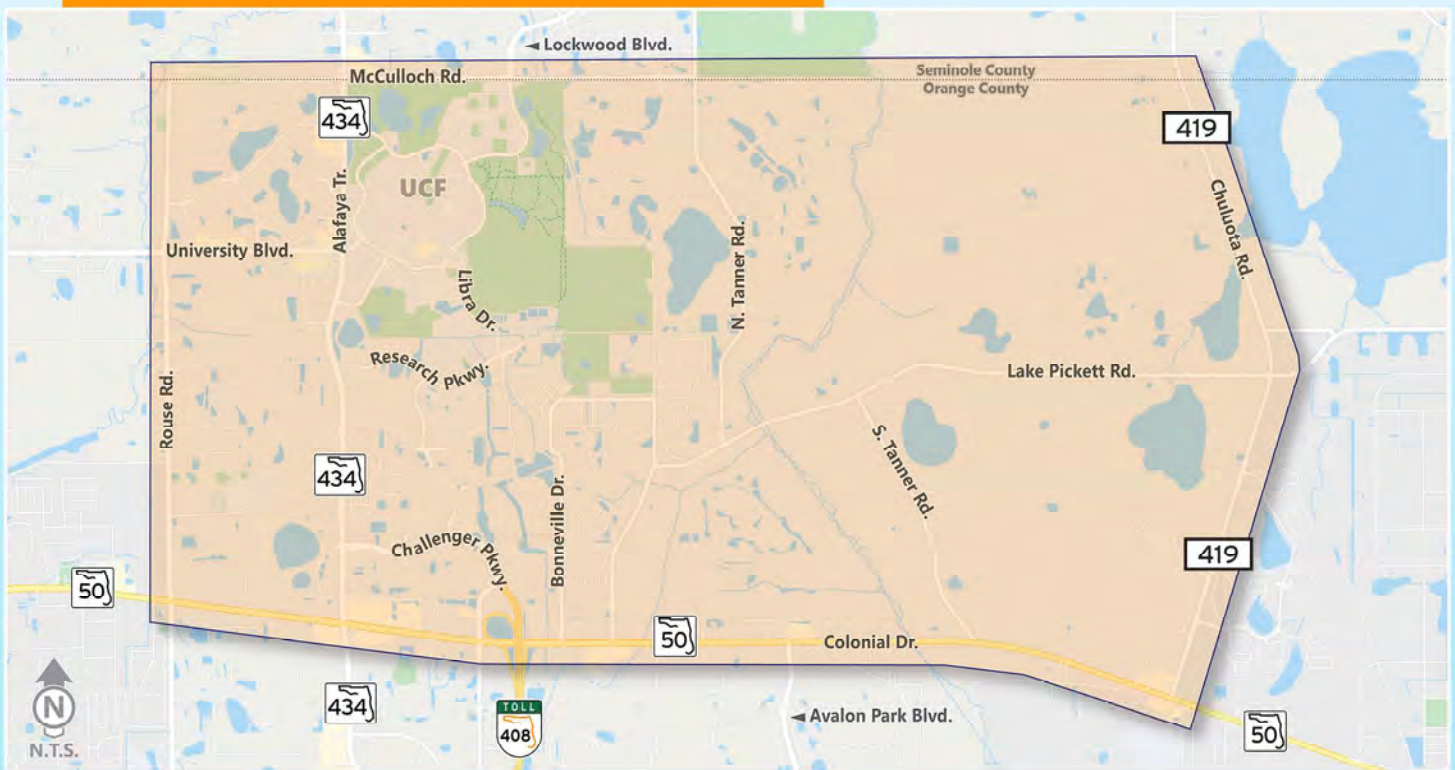 ◄ Lockwood Blvd.
McCulloch Rd.
Seminole County
Orange County
434
419
UCF
Alafaya Tr.
Chuluota Rd.
University Blvd.
N. Tanner Rd.
Libra Dr.
Research Pkwy.
Lake Pickett Rd.
Rouse Rd.
S. Tanner Rd.
434
Bonneville Dr.
Challenger Pkwy.
419
50
50
Colonial Dr.
N
N.T.S.
434
TOLL
408
◄ Avalon Park Blvd.
50